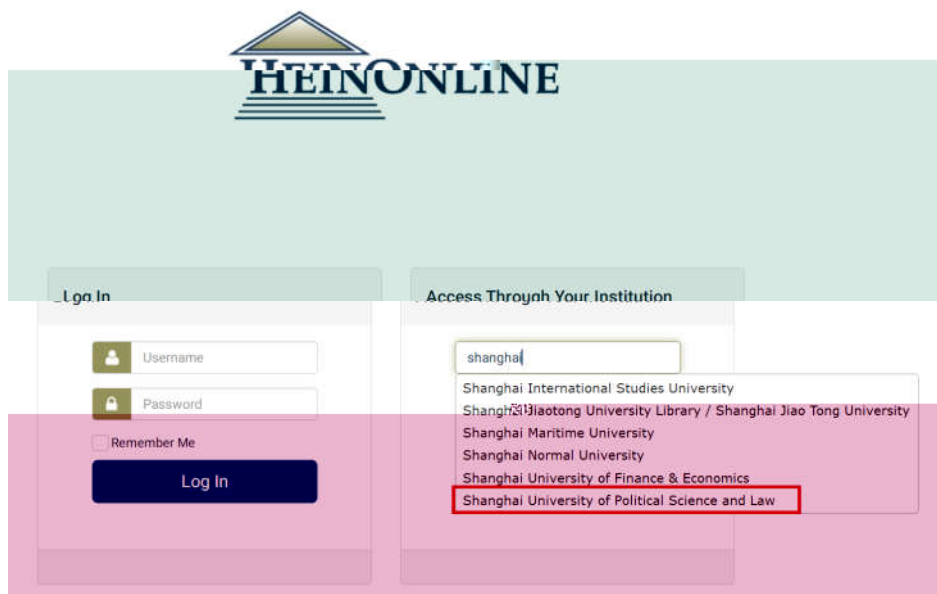 HEINONLINE
Log In
Username
Password
Remember Me
Log In
Access Through Your Institution
shanghai
Shanghai International Studies University
Shanghai Jiaotong University Library / Shanghai Jiao Tong University
Shanghai Maritime University
Shanghai Normal University
Shanghai University of Finance & Economics
Shanghai University of Political Science and Law